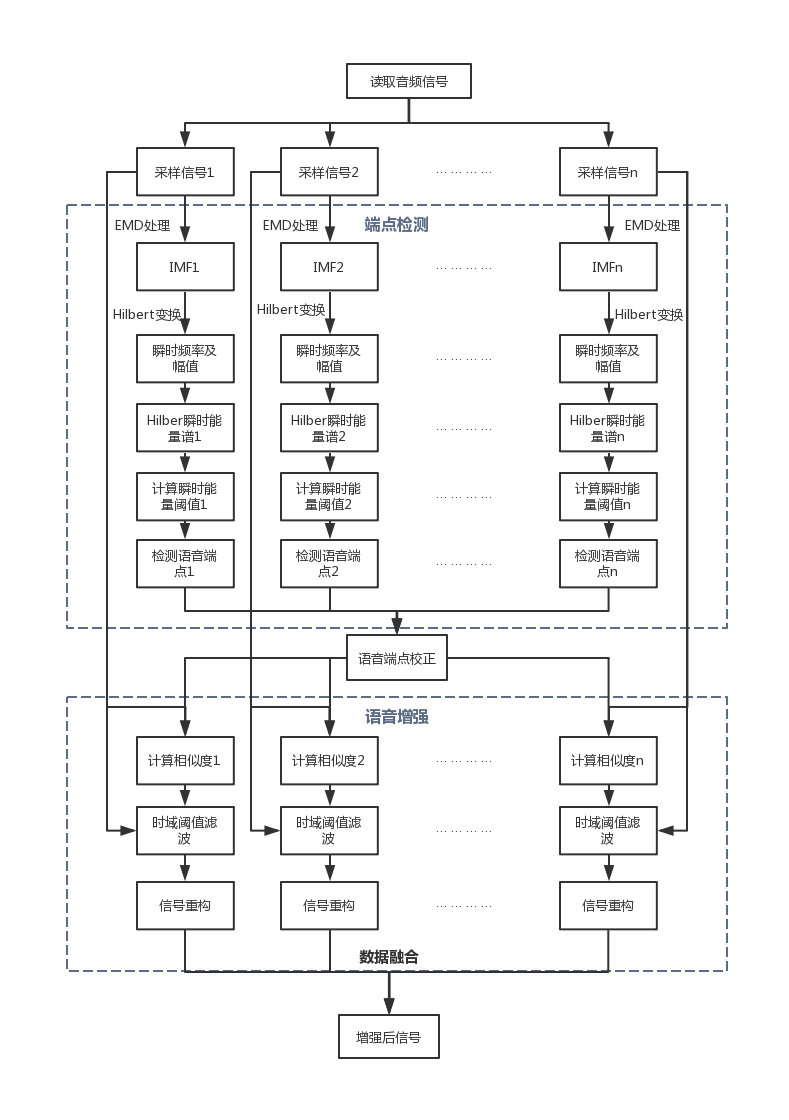 读取音频信号
采样信号1
采样信号2
…………
采样信号n
端点检测
EMD处理
EMD处理
EMD处理
IMF1
IMF2
…………
IMFn
Hilbert变换
Hilbert变换
Hilbert变换
瞬时频率及
幅值
瞬时频率及
幅值
…………
瞬时频率及
幅值
Hilber瞬时能
量谱1
Hilber瞬时能
量谱2
…………
Hilber瞬时能
量谱n
计算瞬时能
量阈值1
计算瞬时能
量阈值2
…………
计算瞬时能
量阈值n
检测语音端
点1
检测语音端
点2
…………
检测语音端
点n
语音端点校正
语音增强
计算相似度1
计算相似度2
…………
计算相似度n
时域阈值滤
波
时域阈值滤
波
…………
时域阈值滤
波
信号重构
信号重构
…………
信号重构
数据融合
增强后信号